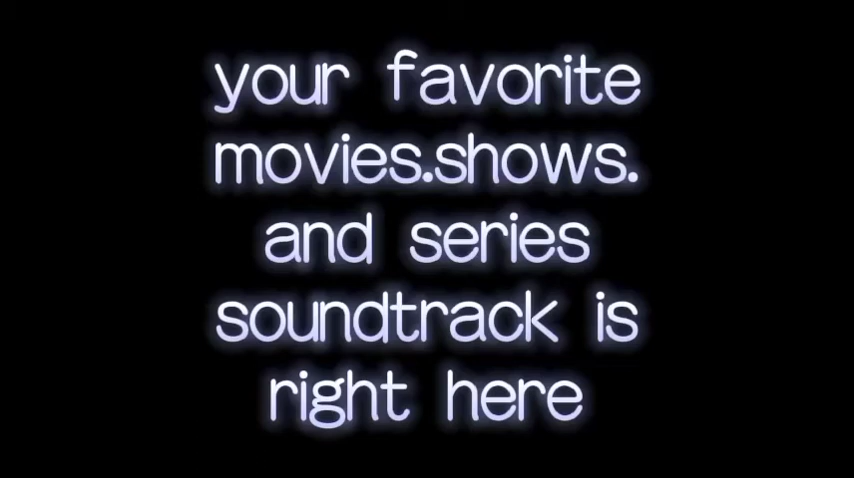 your favorite
movies.shows.
and series
soundtrack is
right here